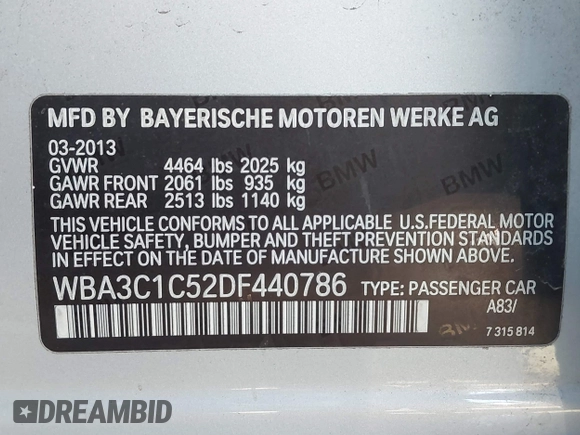 MFD BY BAYERISCHE MOTOREN WERKE AG
03-2013
GVWR 4464 lbs 2025 kg
GAWR FRONT 2061 lbs 935 kg
GAWR REAR 2513 lbs 1140 kg
THIS VEHICLE CONFORMS TO ALL APPLICABLE U.S.FEDERAL MOTOR
VEHICLE SAFETY, BUMPER AND THEFT PREVENTION STANDARDS
IN EFFECT ON THE DATE OF MANUFACTURE SHOWN ABOVE.
WBA3C1C52DF440786 TYPE: PASSENGER CAR
A83/
7 315 814
BMW
BMW
DREAMBID